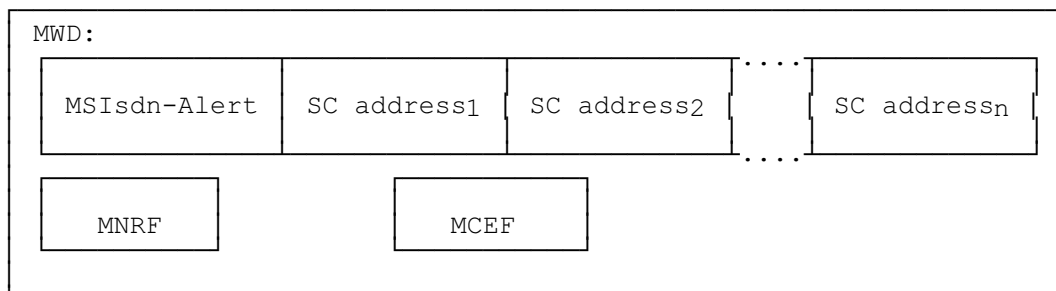 MWD:
MSIsdn-Alert SC address1 SC address2 .... SC addressn
....
MNRF MCEF